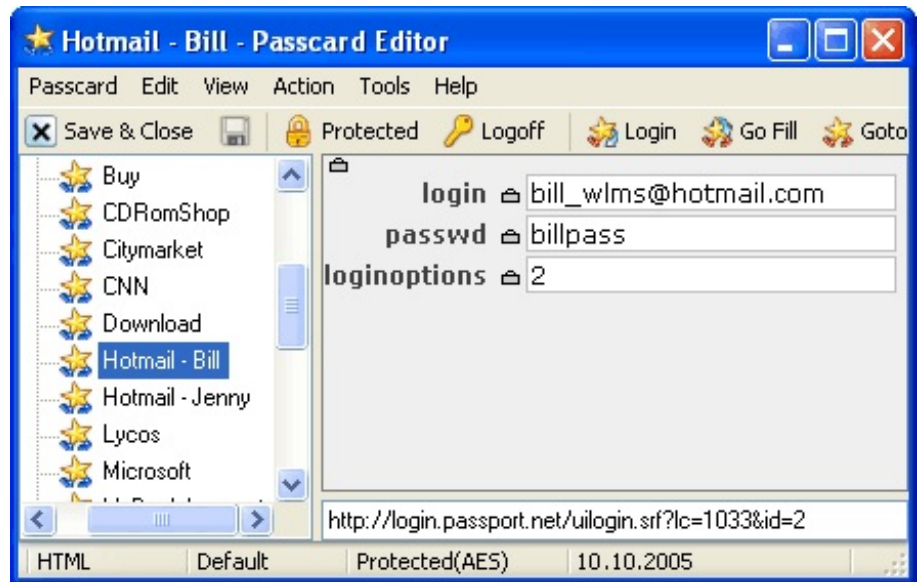 Hotmail - Bill - Passcard Editor
Passcard Edit View Action Tools Help
Save & Close Protected Logoff Login Go Fill Goto
Buy
CDRomShop
Citymarket
CNN
Download
Hotmail - Bill
Hotmail - Jenny
Lycos
Microsoft
login bill_wlms@hotmail.com
passwd billpass
loginoptions 2
http://login.passport.net/uilogin.srf?lc=1033&id=2
HTML Default Protected(AES) 10.10.2005